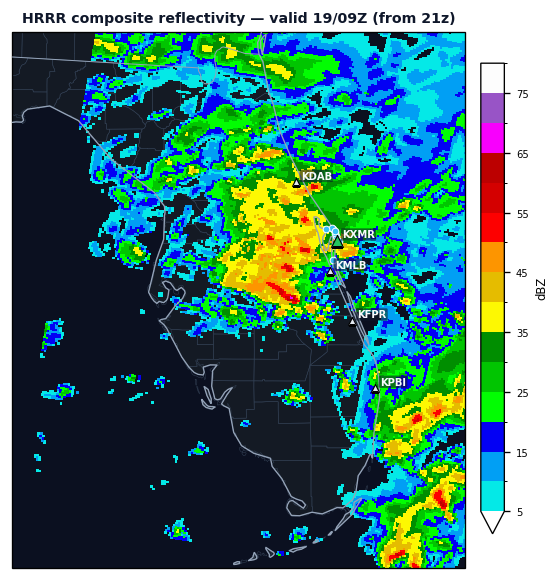 HRRR composite reflectivity — valid 19/09Z (from 21z)
KDAB
KXMR
KMLB
KFPR
KPBI
75
65
55
45
35
25
15
5
dBZ